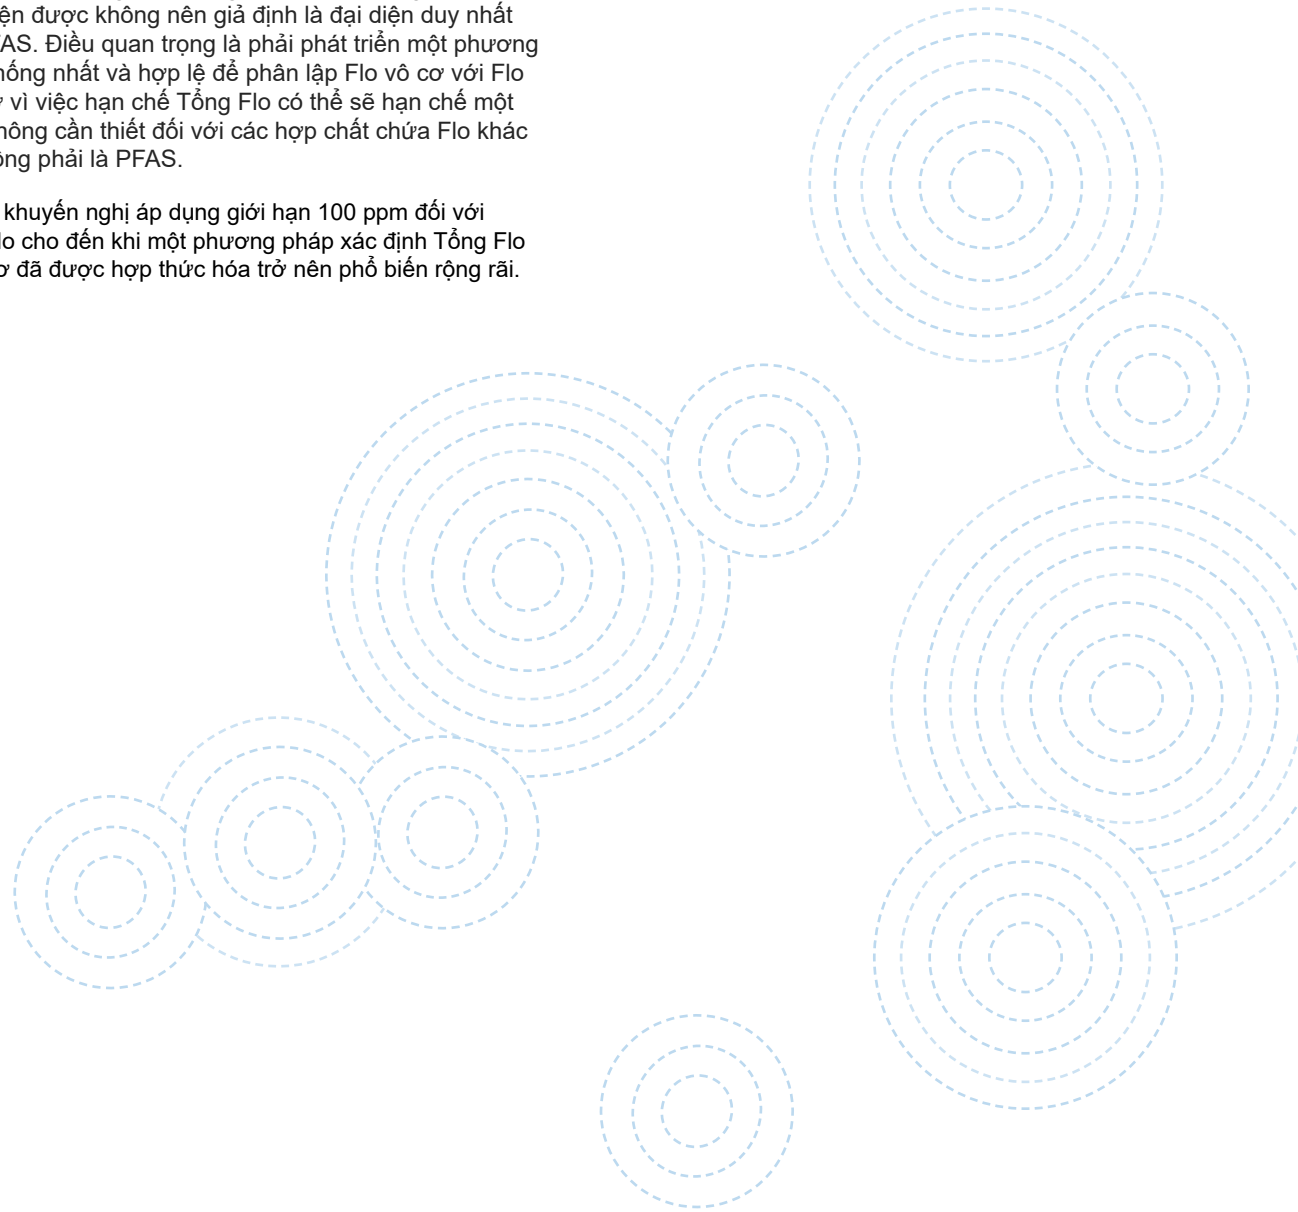 ện được không nên giả định là đại diện duy nhất
AS. Điều quan trọng là phải phát triển một phương
hống nhất và hợp lệ để phân lập Flo vô cơ với Flo
vì việc hạn chế Tổng Flo có thể sẽ hạn chế một
hông cần thiết đối với các hợp chất chứa Flo khác
ông phải là PFAS.
khuyến nghị áp dụng giới hạn 100 ppm đối với
lo cho đến khi một phương pháp xác định Tổng Flo
ơ đã được hợp thức hóa trở nên phổ biến rộng rãi.